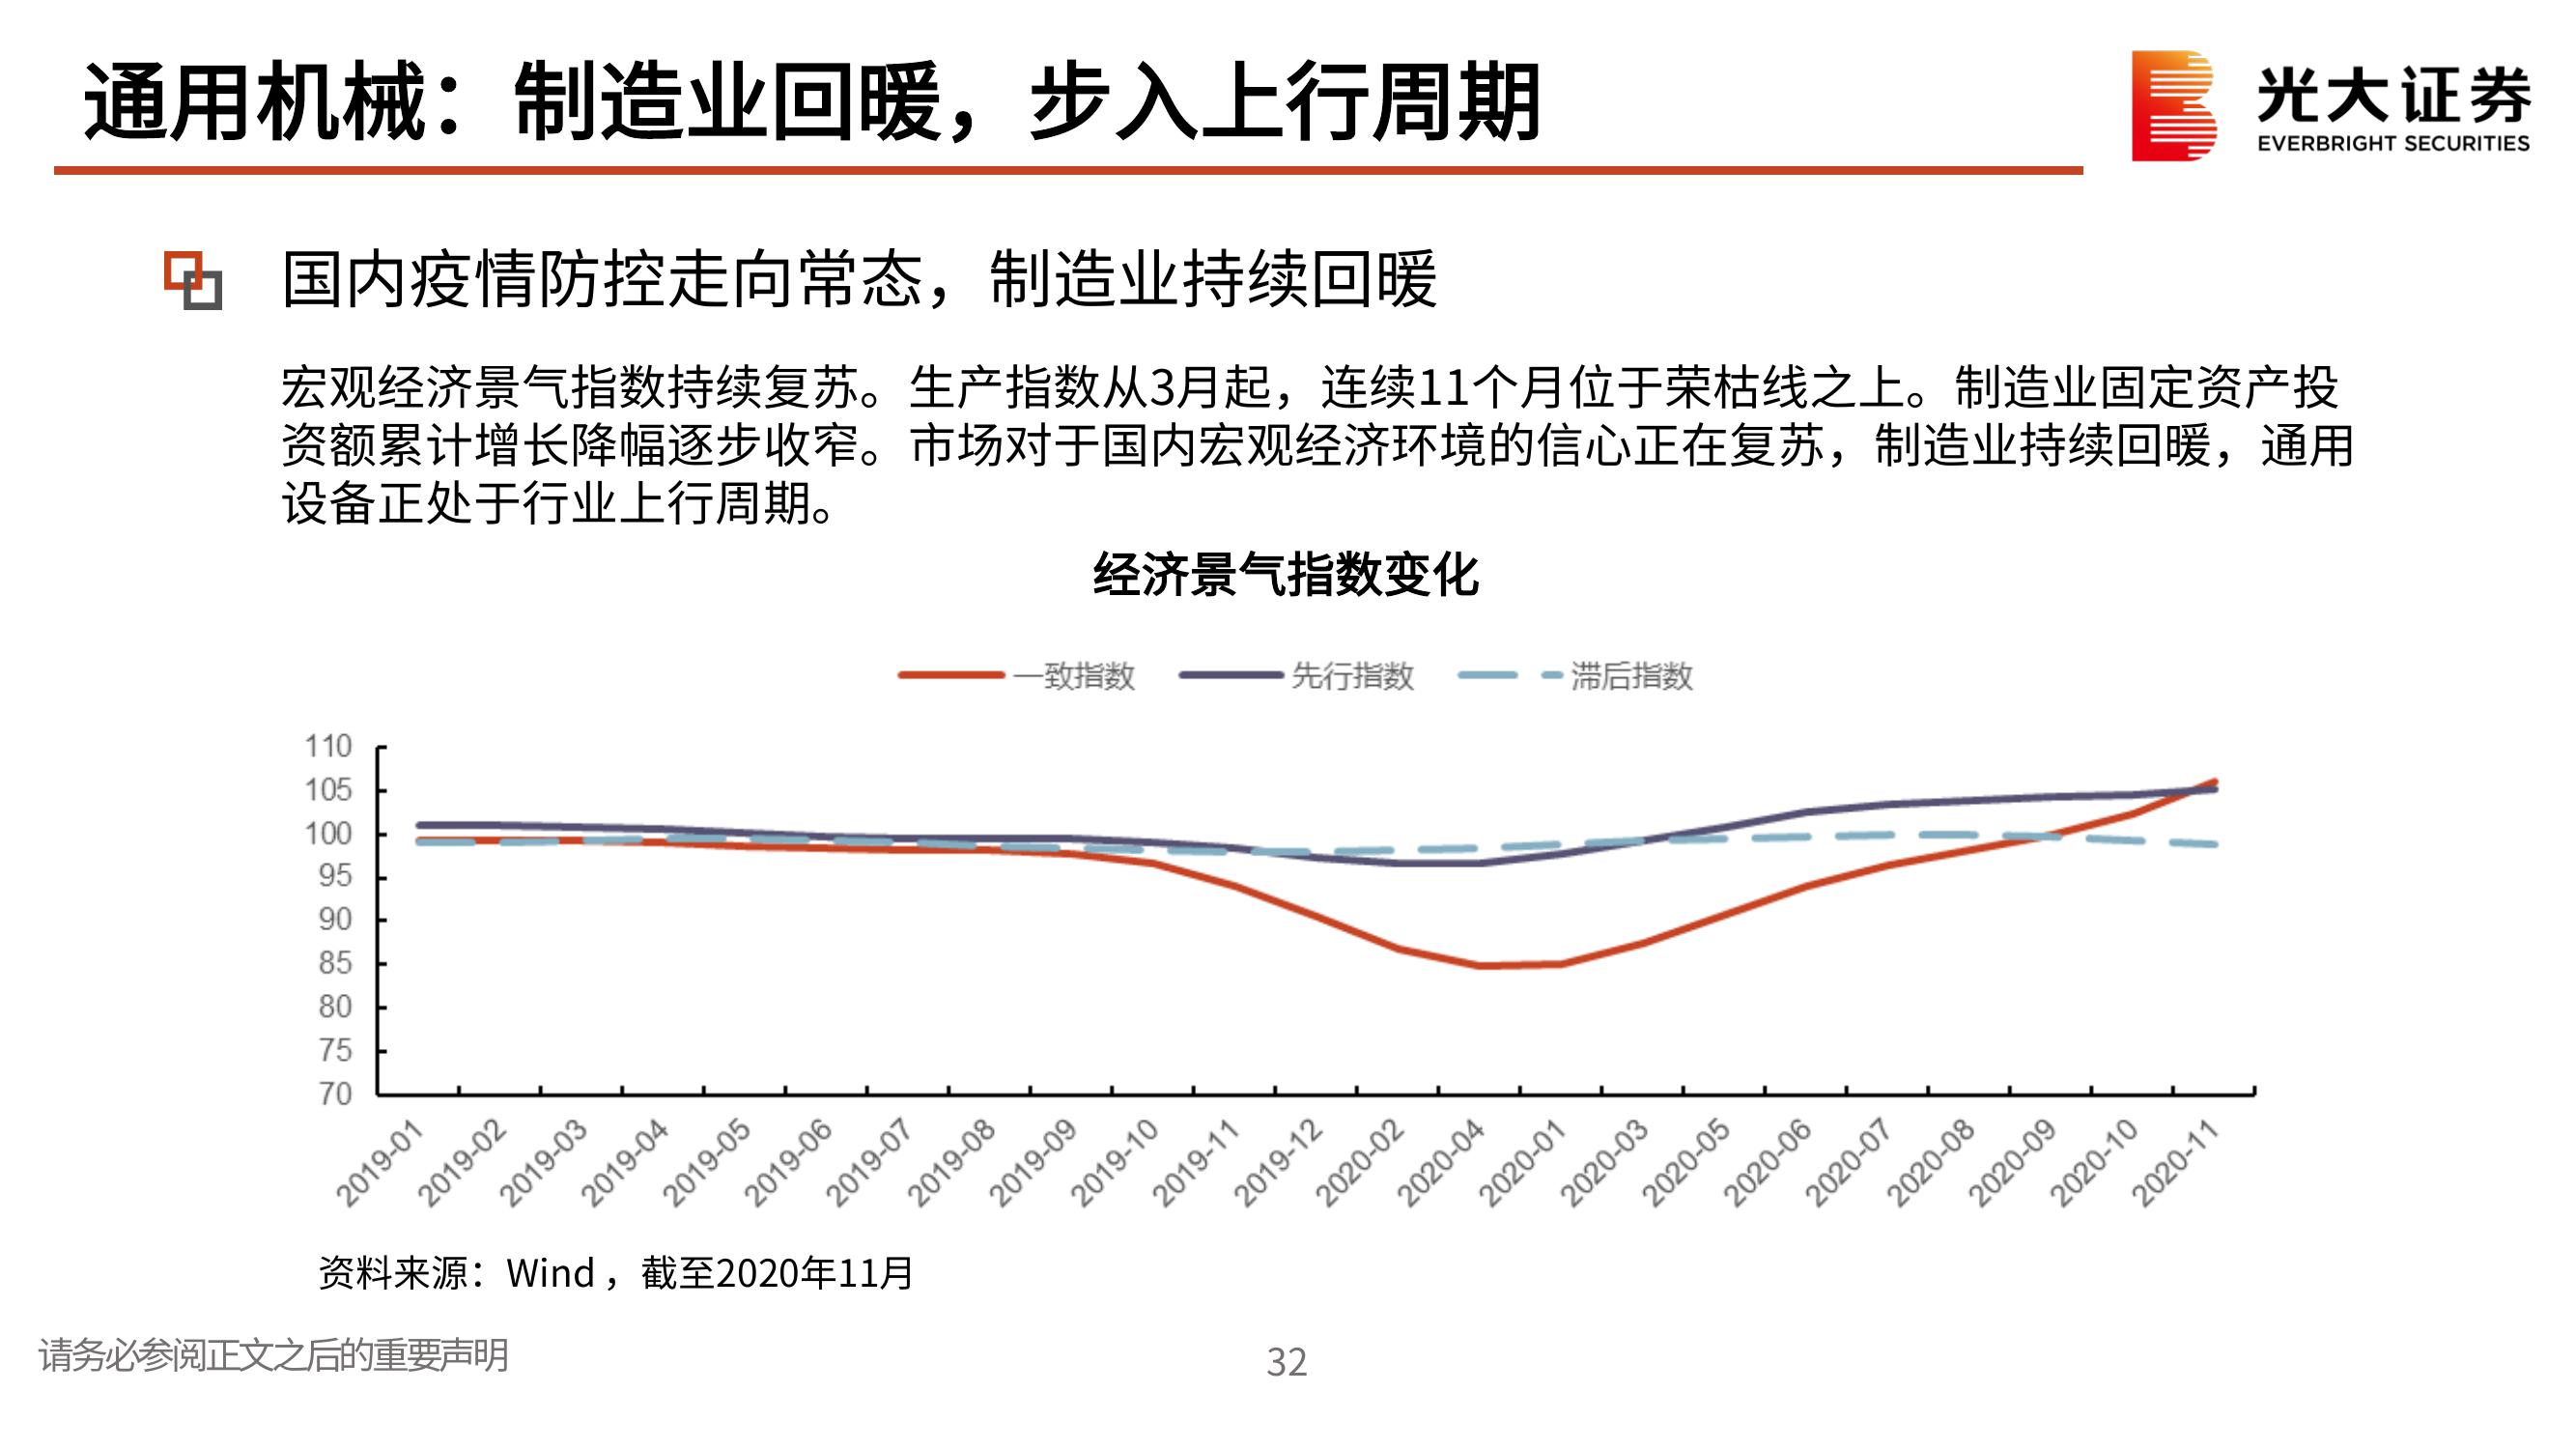 通用机械：制造业回暖，步入上行周期
光大证券
EVERBRIGHT SECURITIES
国内疫情防控走向常态，制造业持续回暖
宏观经济景气指数持续复苏。生产指数从3月起，连续11个月位于荣枯线之上。制造业固定资产投
资额累计增长降幅逐步收窄。市场对于国内宏观经济环境的信心正在复苏，制造业持续回暖，通用
设备正处于行业上行周期。
经济景气指数变化
一致指数 先行指数 滞后指数
110
105
100
95
90
85
80
75
70
2019-01 2019-02 2019-03 2019-04 2019-05 2019-06 2019-07 2019-08 2019-09 2019-10 2019-11 2019-12 2020-02 2020-04 2020-01 2020-03 2020-05 2020-06 2020-07 2020-08 2020-09 2020-10 2020-11
资料来源：Wind ，截至2020年11月
请务必参阅正文之后的重要声明
32